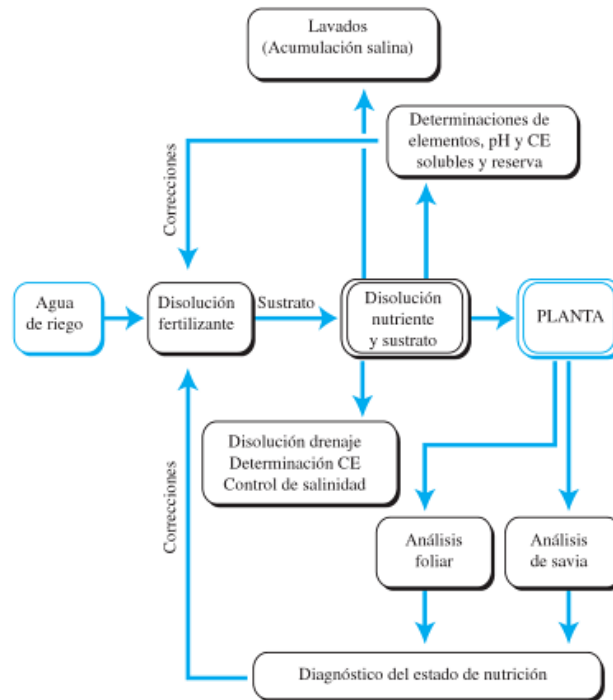 Lavados
(Acumulación salina)
Determinaciones de
elementos, pH y CE
solubles y reserva
Correcciones
Agua
de riego
Disolución
fertilizante
Sustrato
Disolución
nutriente
y sustrato
PLANTA
Disolución drenaje
Determinación CE
Control de salinidad
Correcciones
Análisis
foliar
Análisis
de savia
Diagnóstico del estado de nutrición